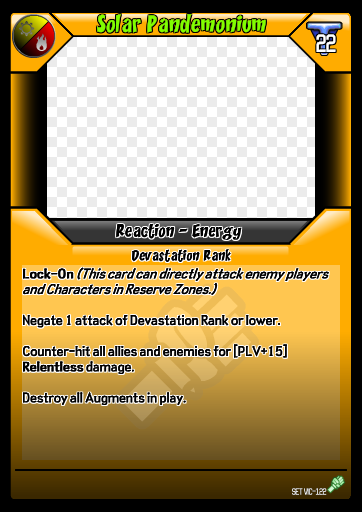 Solar Pandemonium
22
Reaction - Energy
Devastation Rank
Lock-On (This card can directly attack enemy players
and Characters in Reserve Zones.)
Negate 1 attack of Devastation Rank or lower.
Counter-hit all allies and enemies for [PLV+15]
Relentless damage.
Destroy all Augments in play.
SET VIC-122